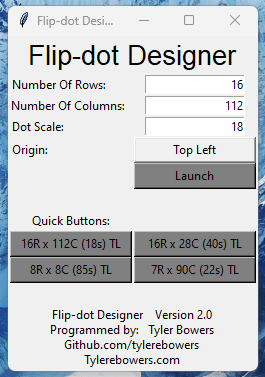 Flip-dot Desi...
Flip-dot Designer
Number Of Rows: 16
Number Of Columns: 112
Dot Scale: 18
Origin: Top Left
Launch
Quick Buttons:
16R x 112C (18s) TL 16R x 28C (40s) TL
8R x 8C (85s) TL 7R x 90C (22s) TL
Flip-dot Designer Version 2.0
Programmed by: Tyler Bowers
Github.com/tylerebowers
Tylerebowers.com